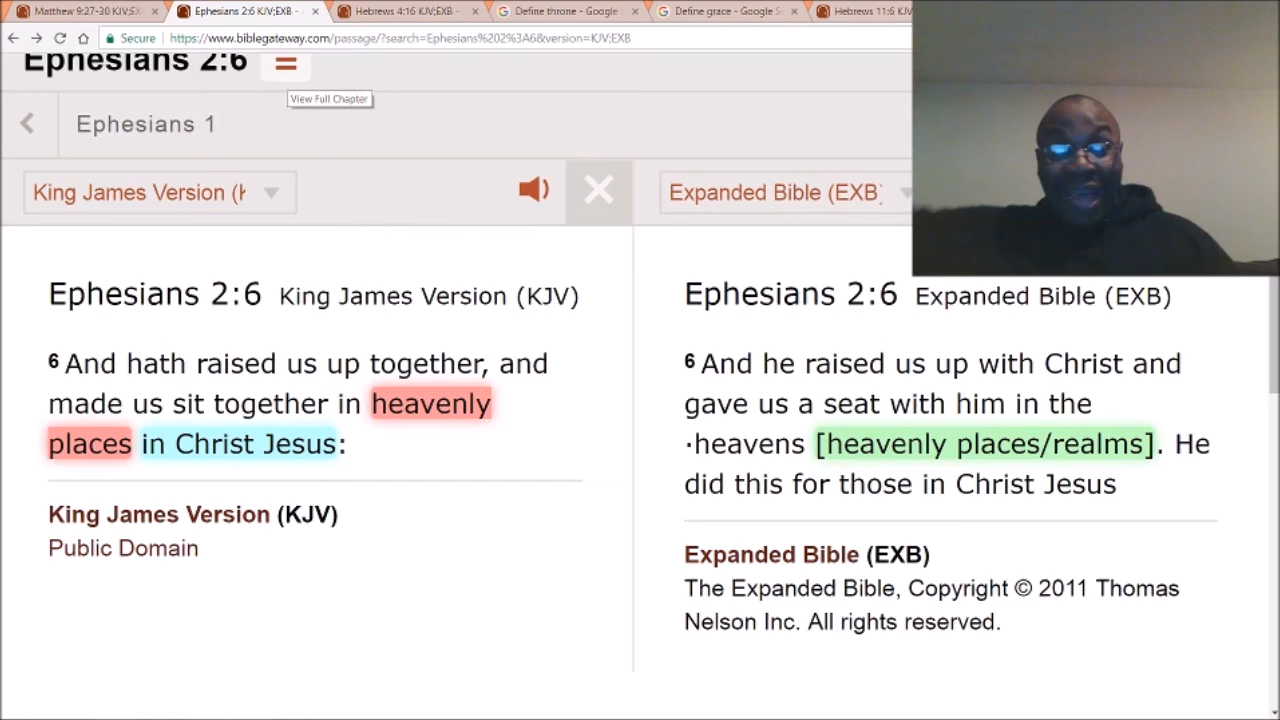 Matthew 9:27-30 KJV;EX
Ephesians 2:6 KJV;EXB -
Hebrews 4:16 KJV;EXB -
Define throne - Google
Define grace - Google S
Hebrews 11:6 KJV
Secure https://www.biblegateway.com/passage/?search=Ephesians%202%3A6&version=KJV;EXB
Ephesians 2:6
View Full Chapter
Ephesians 1
King James Version (K
Expanded Bible (EXB)
Ephesians 2:6 King James Version (KJV)
6 And hath raised us up together, and
made us sit together in heavenly
places in Christ Jesus:
King James Version (KJV)
Public Domain
Ephesians 2:6 Expanded Bible (EXB)
6 And he raised us up with Christ and
gave us a seat with him in the
·heavens [heavenly places/realms]. He
did this for those in Christ Jesus
Expanded Bible (EXB)
The Expanded Bible, Copyright © 2011 Thomas
Nelson Inc. All rights reserved.